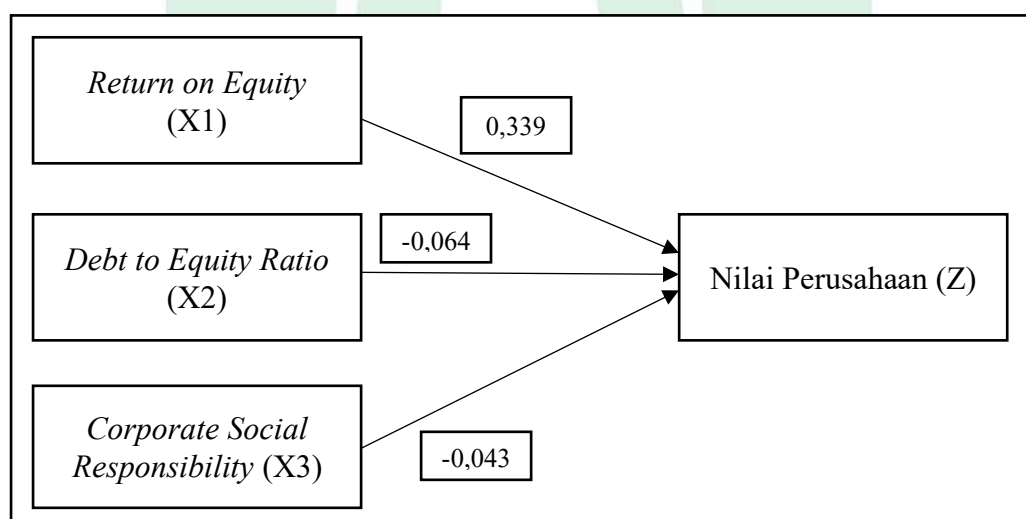 Return on Equity
(X1)
0,339
Debt to Equity Ratio
(X2)
-0,064
Nilai Perusahaan (Z)
Corporate Social
Responsibility (X3)
-0,043